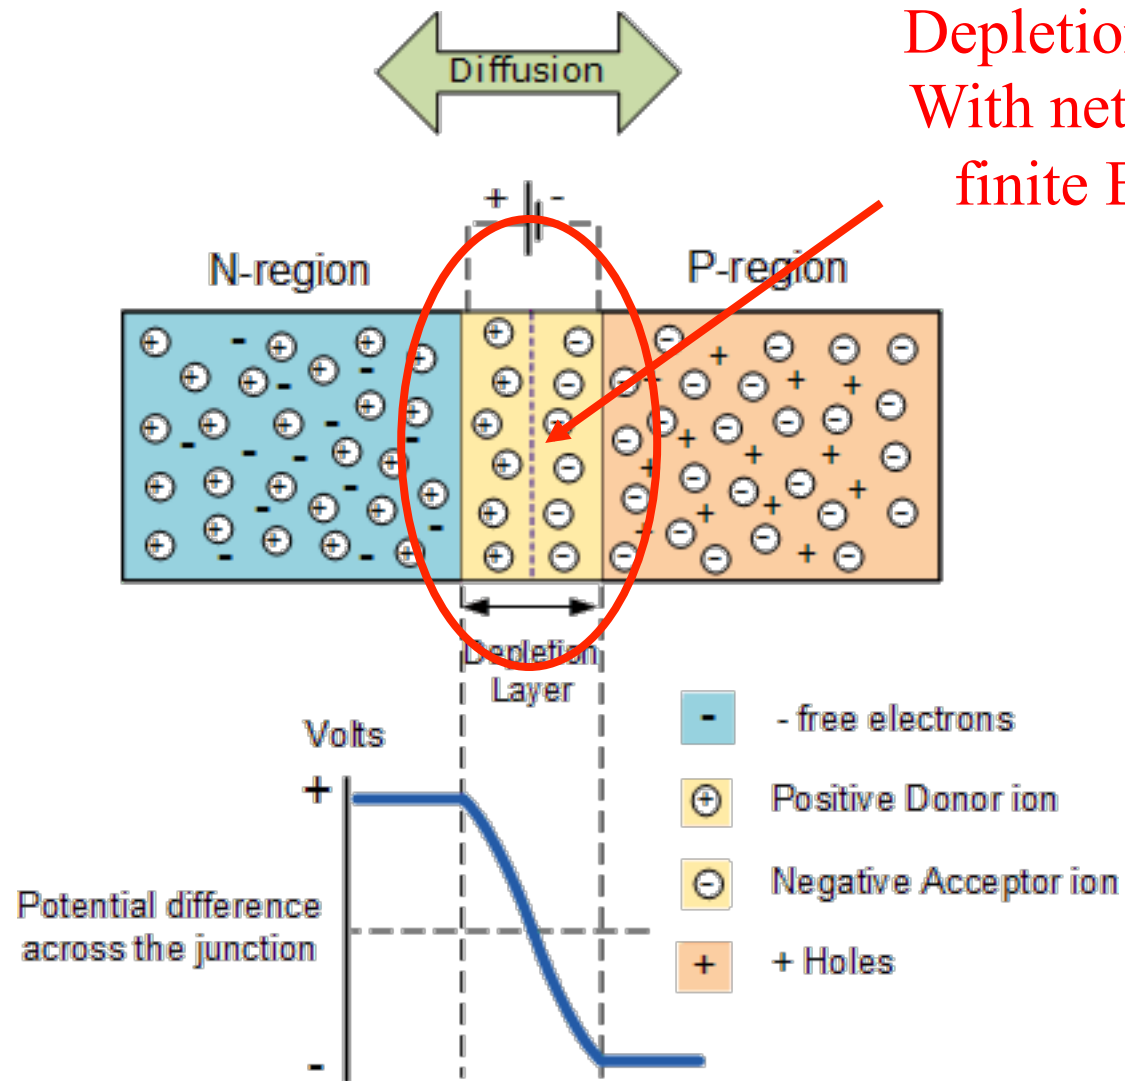 Diffusion
Depletion
With net
finite E
+ -
N-region
P-region
Depletion
Layer
Volts
+
-
Potential difference
across the junction
- - free electrons
+ Positive Donor ion
- Negative Acceptor ion
+ + Holes